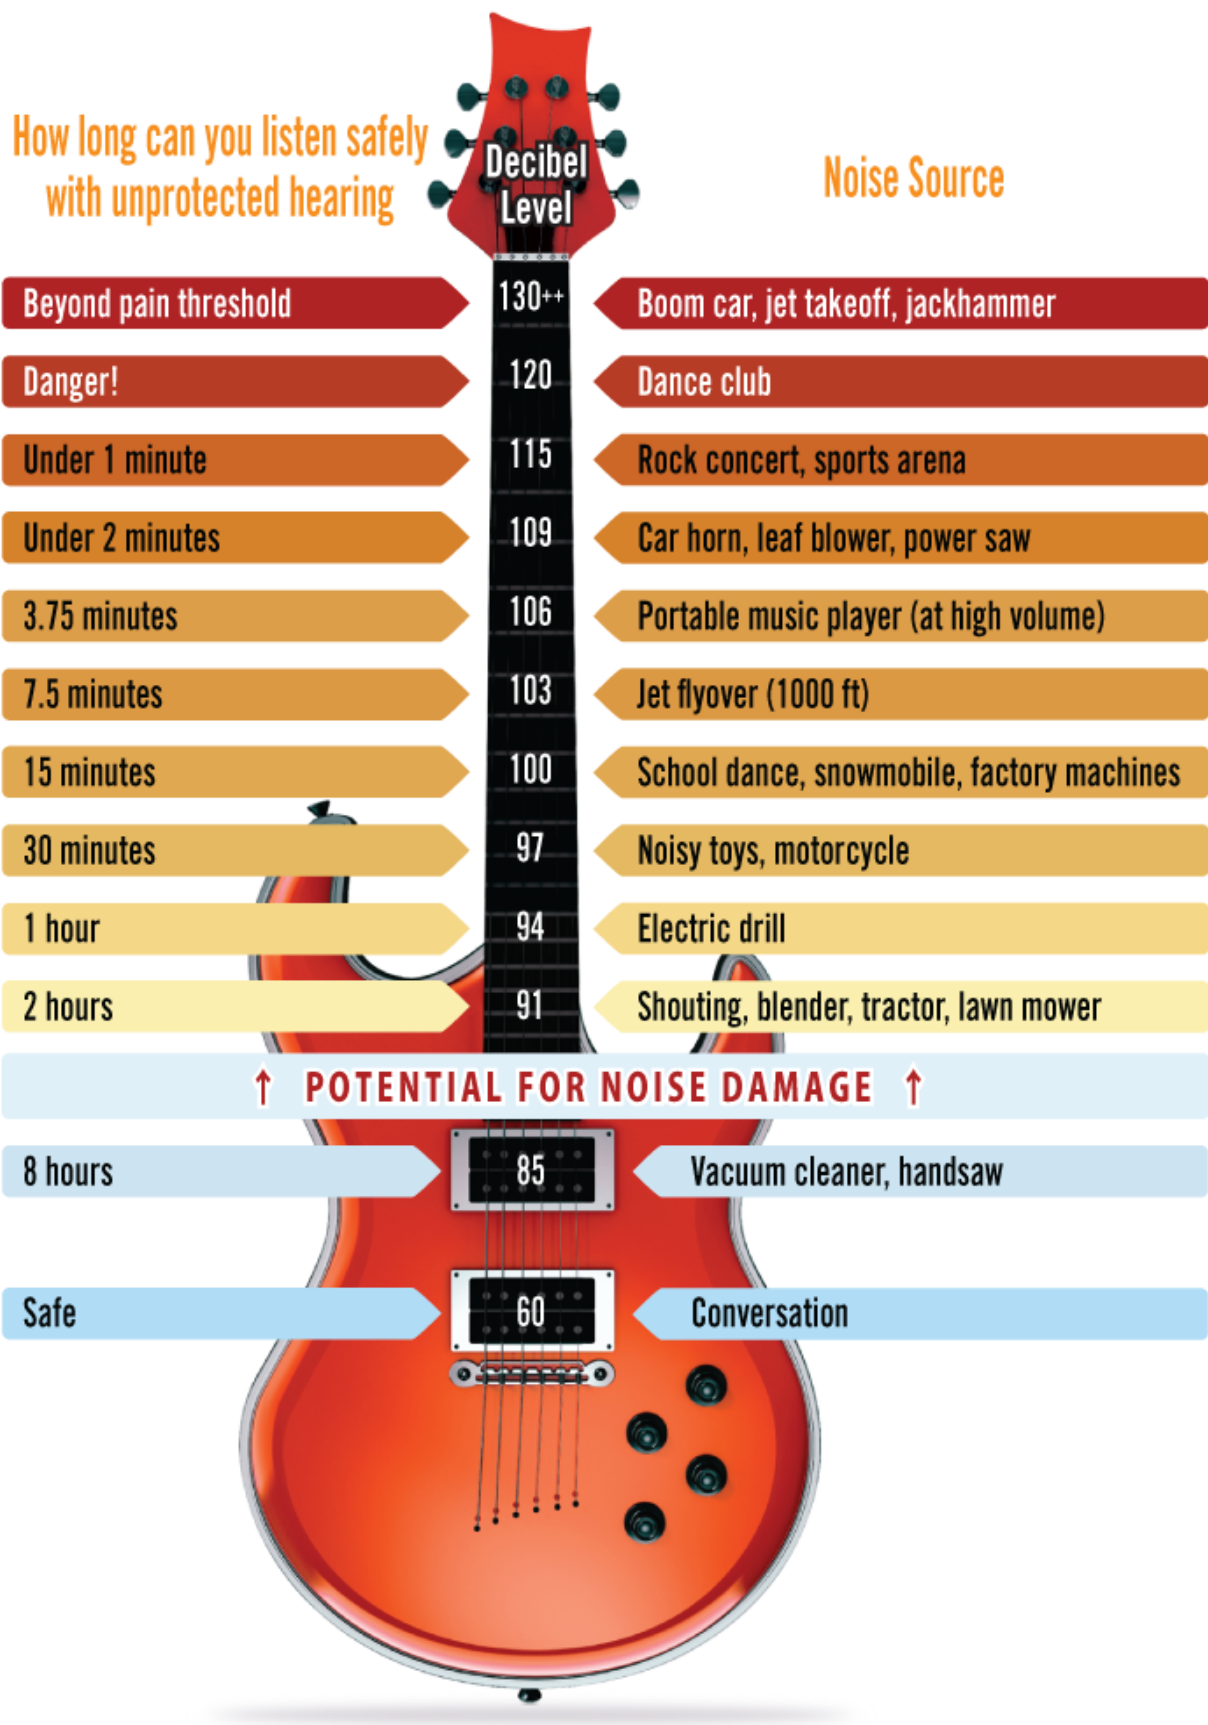 How long can you listen safely
with unprotected hearing
Decibel
Level
Noise Source
Beyond pain threshold 130++ Boom car, jet takeoff, jackhammer
Danger! 120 Dance club
Under 1 minute 115 Rock concert, sports arena
Under 2 minutes 109 Car horn, leaf blower, power saw
3.75 minutes 106 Portable music player (at high volume)
7.5 minutes 103 Jet flyover (1000 ft)
15 minutes 100 School dance, snowmobile, factory machines
30 minutes 97 Noisy toys, motorcycle
1 hour 94 Electric drill
2 hours 91 Shouting, blender, tractor, lawn mower
↑ POTENTIAL FOR NOISE DAMAGE ↑
8 hours 85 Vacuum cleaner, handsaw
Safe 60 Conversation